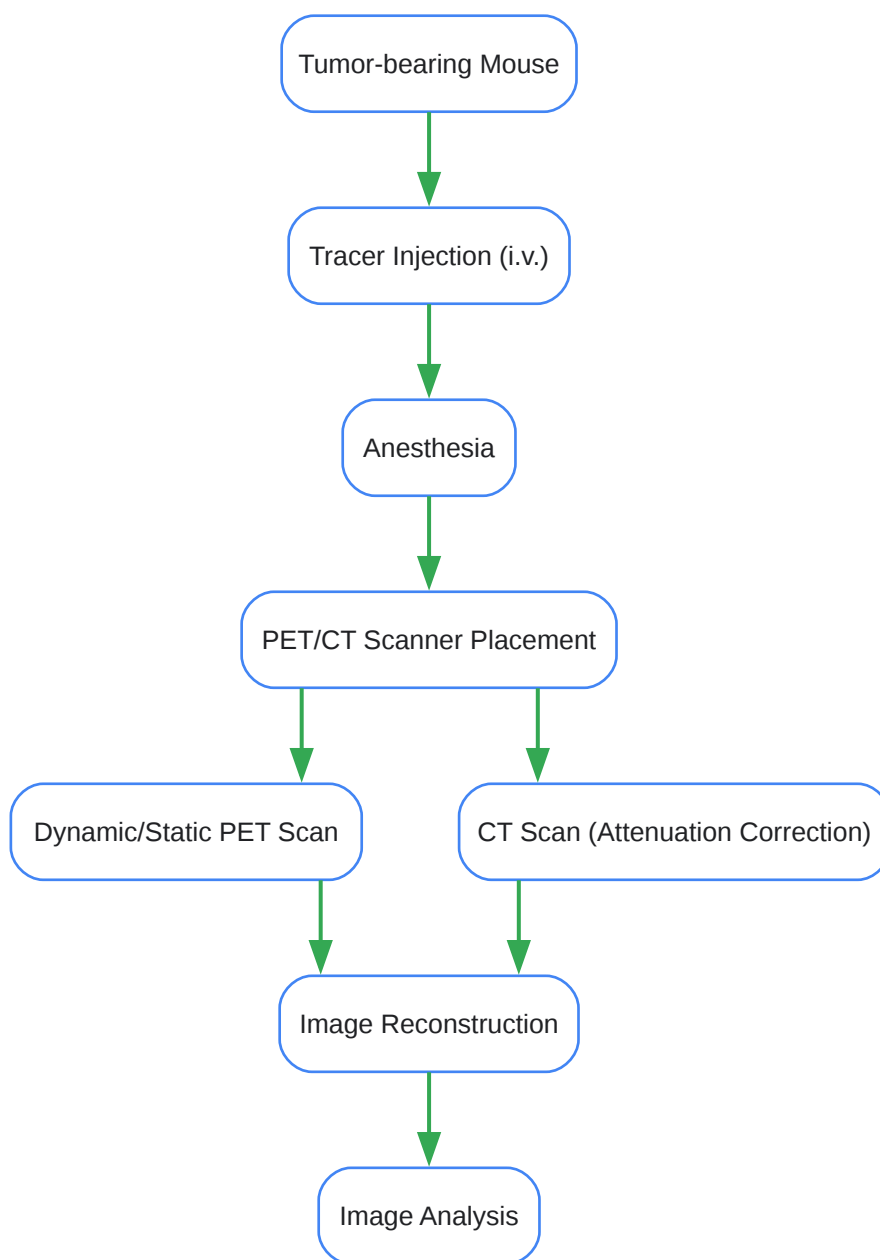 Tumor-bearing Mouse
Tracer Injection (i.v.)
Anesthesia
PET/CT Scanner Placement
Dynamic/Static PET Scan
CT Scan (Attenuation Correction)
Image Reconstruction
Image Analysis